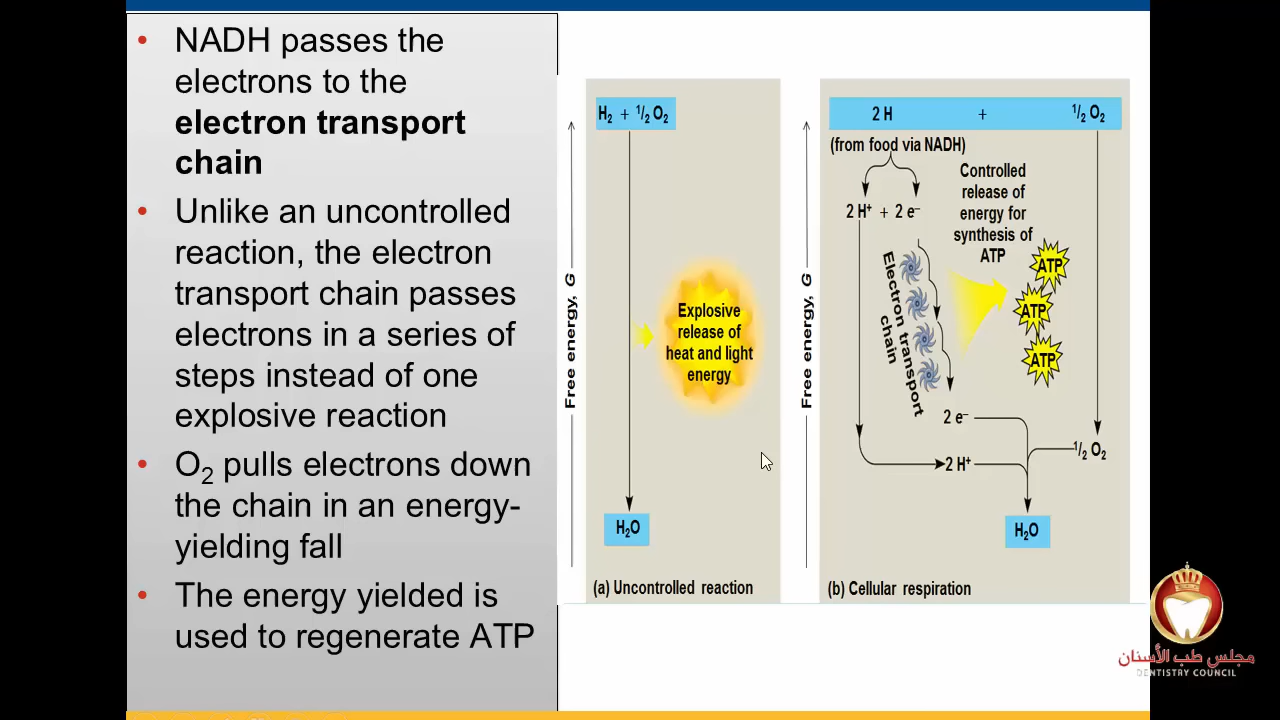 • NADH passes the
electrons to the
electron transport
chain
• Unlike an uncontrolled
reaction, the electron
transport chain passes
electrons in a series of
steps instead of one
explosive reaction
• O₂ pulls electrons down
the chain in an energy-
yielding fall
• The energy yielded is
used to regenerate ATP
H₂ + ½ O₂
Free energy, G
Explosive
release of
heat and light
energy
H₂O
(a) Uncontrolled reaction
2 H + ½ O₂
(from food via NADH)
Controlled
release of
energy for
synthesis of
ATP
2 H⁺ + 2 e⁻
Free energy, G
Electron transport
chain
ATP
ATP
ATP
2 e⁻
½ O₂
2 H⁺
H₂O
(b) Cellular respiration
مجلس طب الأسنان
DENTISTRY COUNCIL